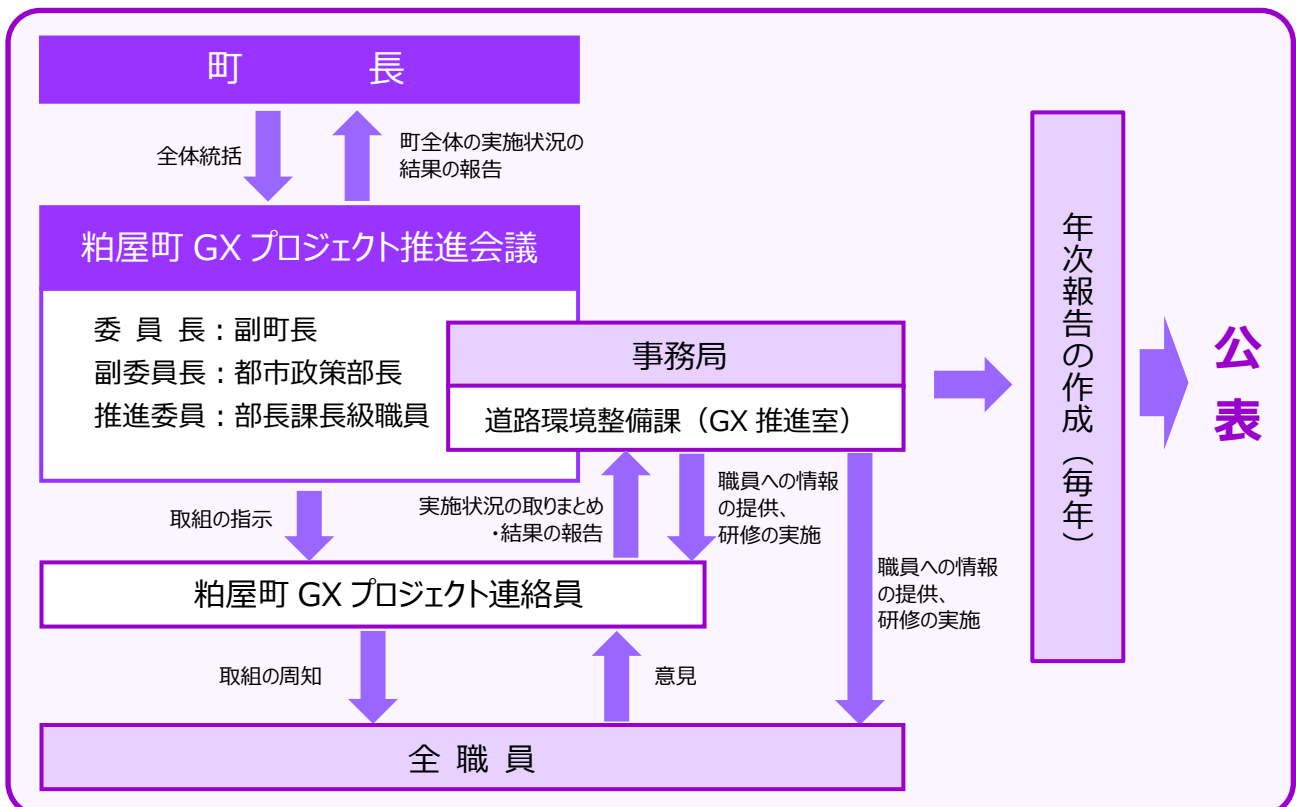 町　　　　長
全体統括
町全体の実施状況の
結果の報告
粕屋町 GX プロジェクト推進会議
委 員 長：副町長
副委員長：都市政策部長
推進委員：部長課長級職員
事務局
道路環境整備課（GX 推進室）
取組の指示
実施状況の取りまとめ
・結果の報告
職員への情報
の提供、
研修の実施
職員への情報
の提供、
研修の実施
粕屋町 GX プロジェクト連絡員
取組の周知
意見
全 職 員
年次報告の作成（毎年）
公表